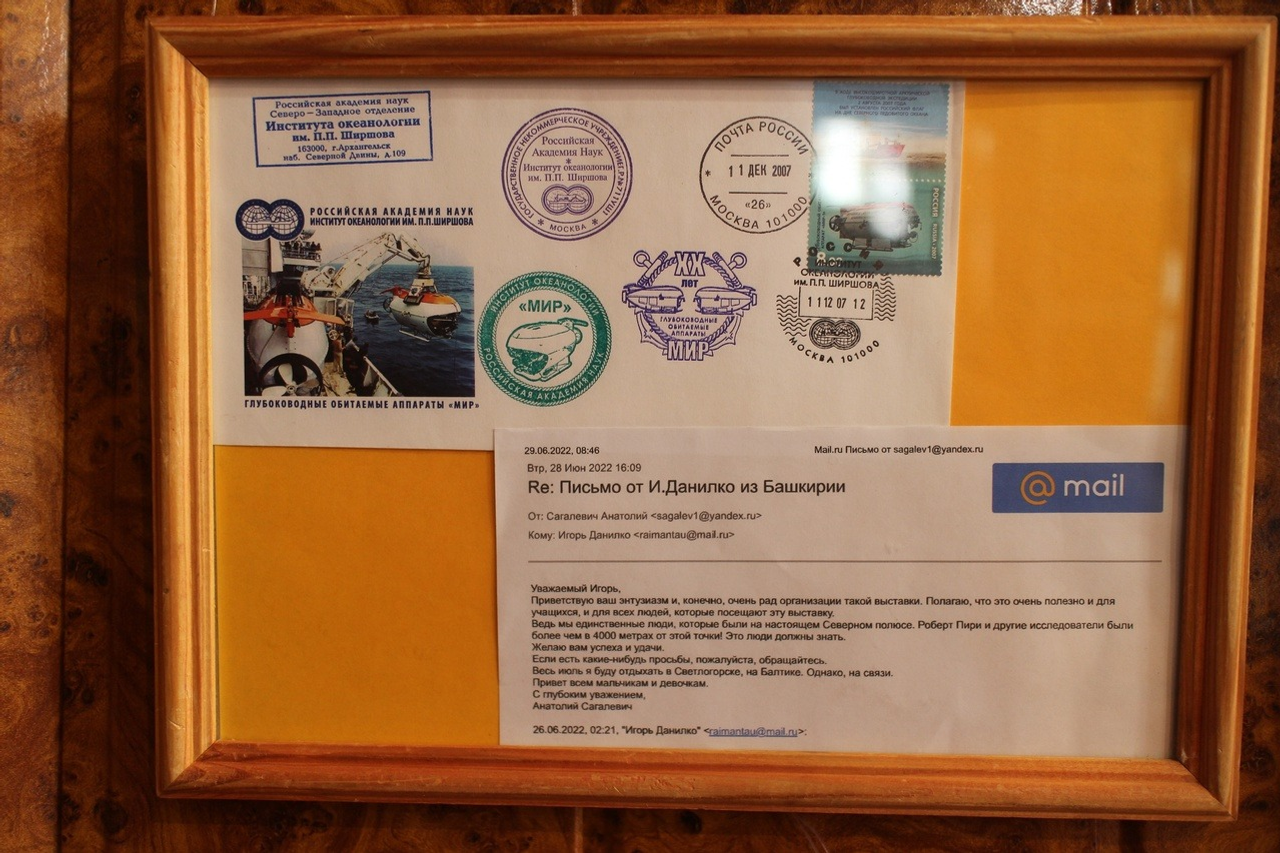 Российская академия наук
Северо-Западное отделение
Института океанологии
им. П.П. Ширшова
163000, г.Архангельск
наб. Северной Двины, д.109
ГОСУДАРСТВЕННОЕ НЕКОММЕРЧЕСКОЕ УЧРЕЖДЕНИЕ
Российская
Академия Наук
Институт океанологии
им. П.П. Ширшова
* МОСКВА *
ПОЧТА РОССИИ
* 11 ДЕК 2007
«26»
МОСКВА 101000
РОССИЯ RUSSIA 2007
РОССИЙСКАЯ АКАДЕМИЯ НАУК
ИНСТИТУТ ОКЕАНОЛОГИИ ИМ. П.П.ШИРШОВА
ГЛУБОКОВОДНЫЕ ОБИТАЕМЫЕ АППАРАТЫ «МИР»
ИНСТИТУТ ОКЕАНОЛОГИИ
«МИР»
РОССИЙСКАЯ АКАДЕМИЯ НАУК
XX
ЛЕТ
ГЛУБОКОВОДНЫЕ
ОБИТАЕМЫЕ
АППАРАТЫ
МИР
ИНСТИТУТ
ОКЕАНОЛОГИИ
ИМ. П.П. ШИРШОВА
11 12 07 12
МОСКВА 101000
29.06.2022, 08:46
Mail.ru Письмо от sagalev1@yandex.ru
Втр, 28 Июн 2022 16:09
Re: Письмо от И.Данилко из Башкирии
@ mail
От: Сагалевич Анатолий <sagalev1@yandex.ru>
Кому: Игорь Данилко <raimantau@mail.ru>
Уважаемый Игорь,
Приветствую ваш энтузиазм и, конечно, очень рад организации такой выставки. Полагаю, что это очень полезно и для
учащихся, и для всех людей, которые посещают эту выставку.
Ведь мы единственные люди, которые были на настоящем Северном полюсе. Роберт Пири и другие исследователи были
более чем в 4000 метрах от этой точки! Это люди должны знать.
Желаю вам успеха и удачи.
Если есть какие-нибудь просьбы, пожалуйста, обращайтесь.
Весь июль я буду отдыхать в Светлогорске, на Балтике. Однако, на связи.
Привет всем мальчикам и девочкам.
С глубоким уважением,
Анатолий Сагалевич
26.06.2022, 02:21, "Игорь Данилко" <raimantau@mail.ru>: